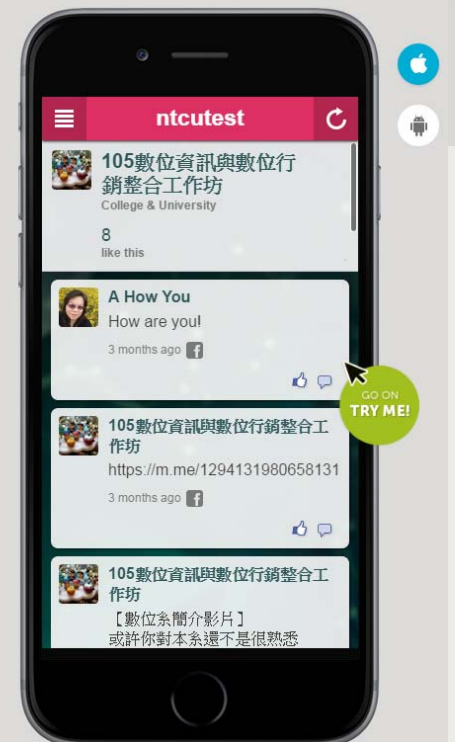 ntcutest
105數位資訊與數位行
銷整合工作坊
College & University
8
like this
A How You
How are you!
3 months ago
GO ON
TRY ME!
105數位資訊與數位行銷整合工
作坊
https://m.me/1294131980658131
3 months ago
105數位資訊與數位行銷整合工
作坊
【數位系簡介影片】
或許你對本系還不是很熟悉